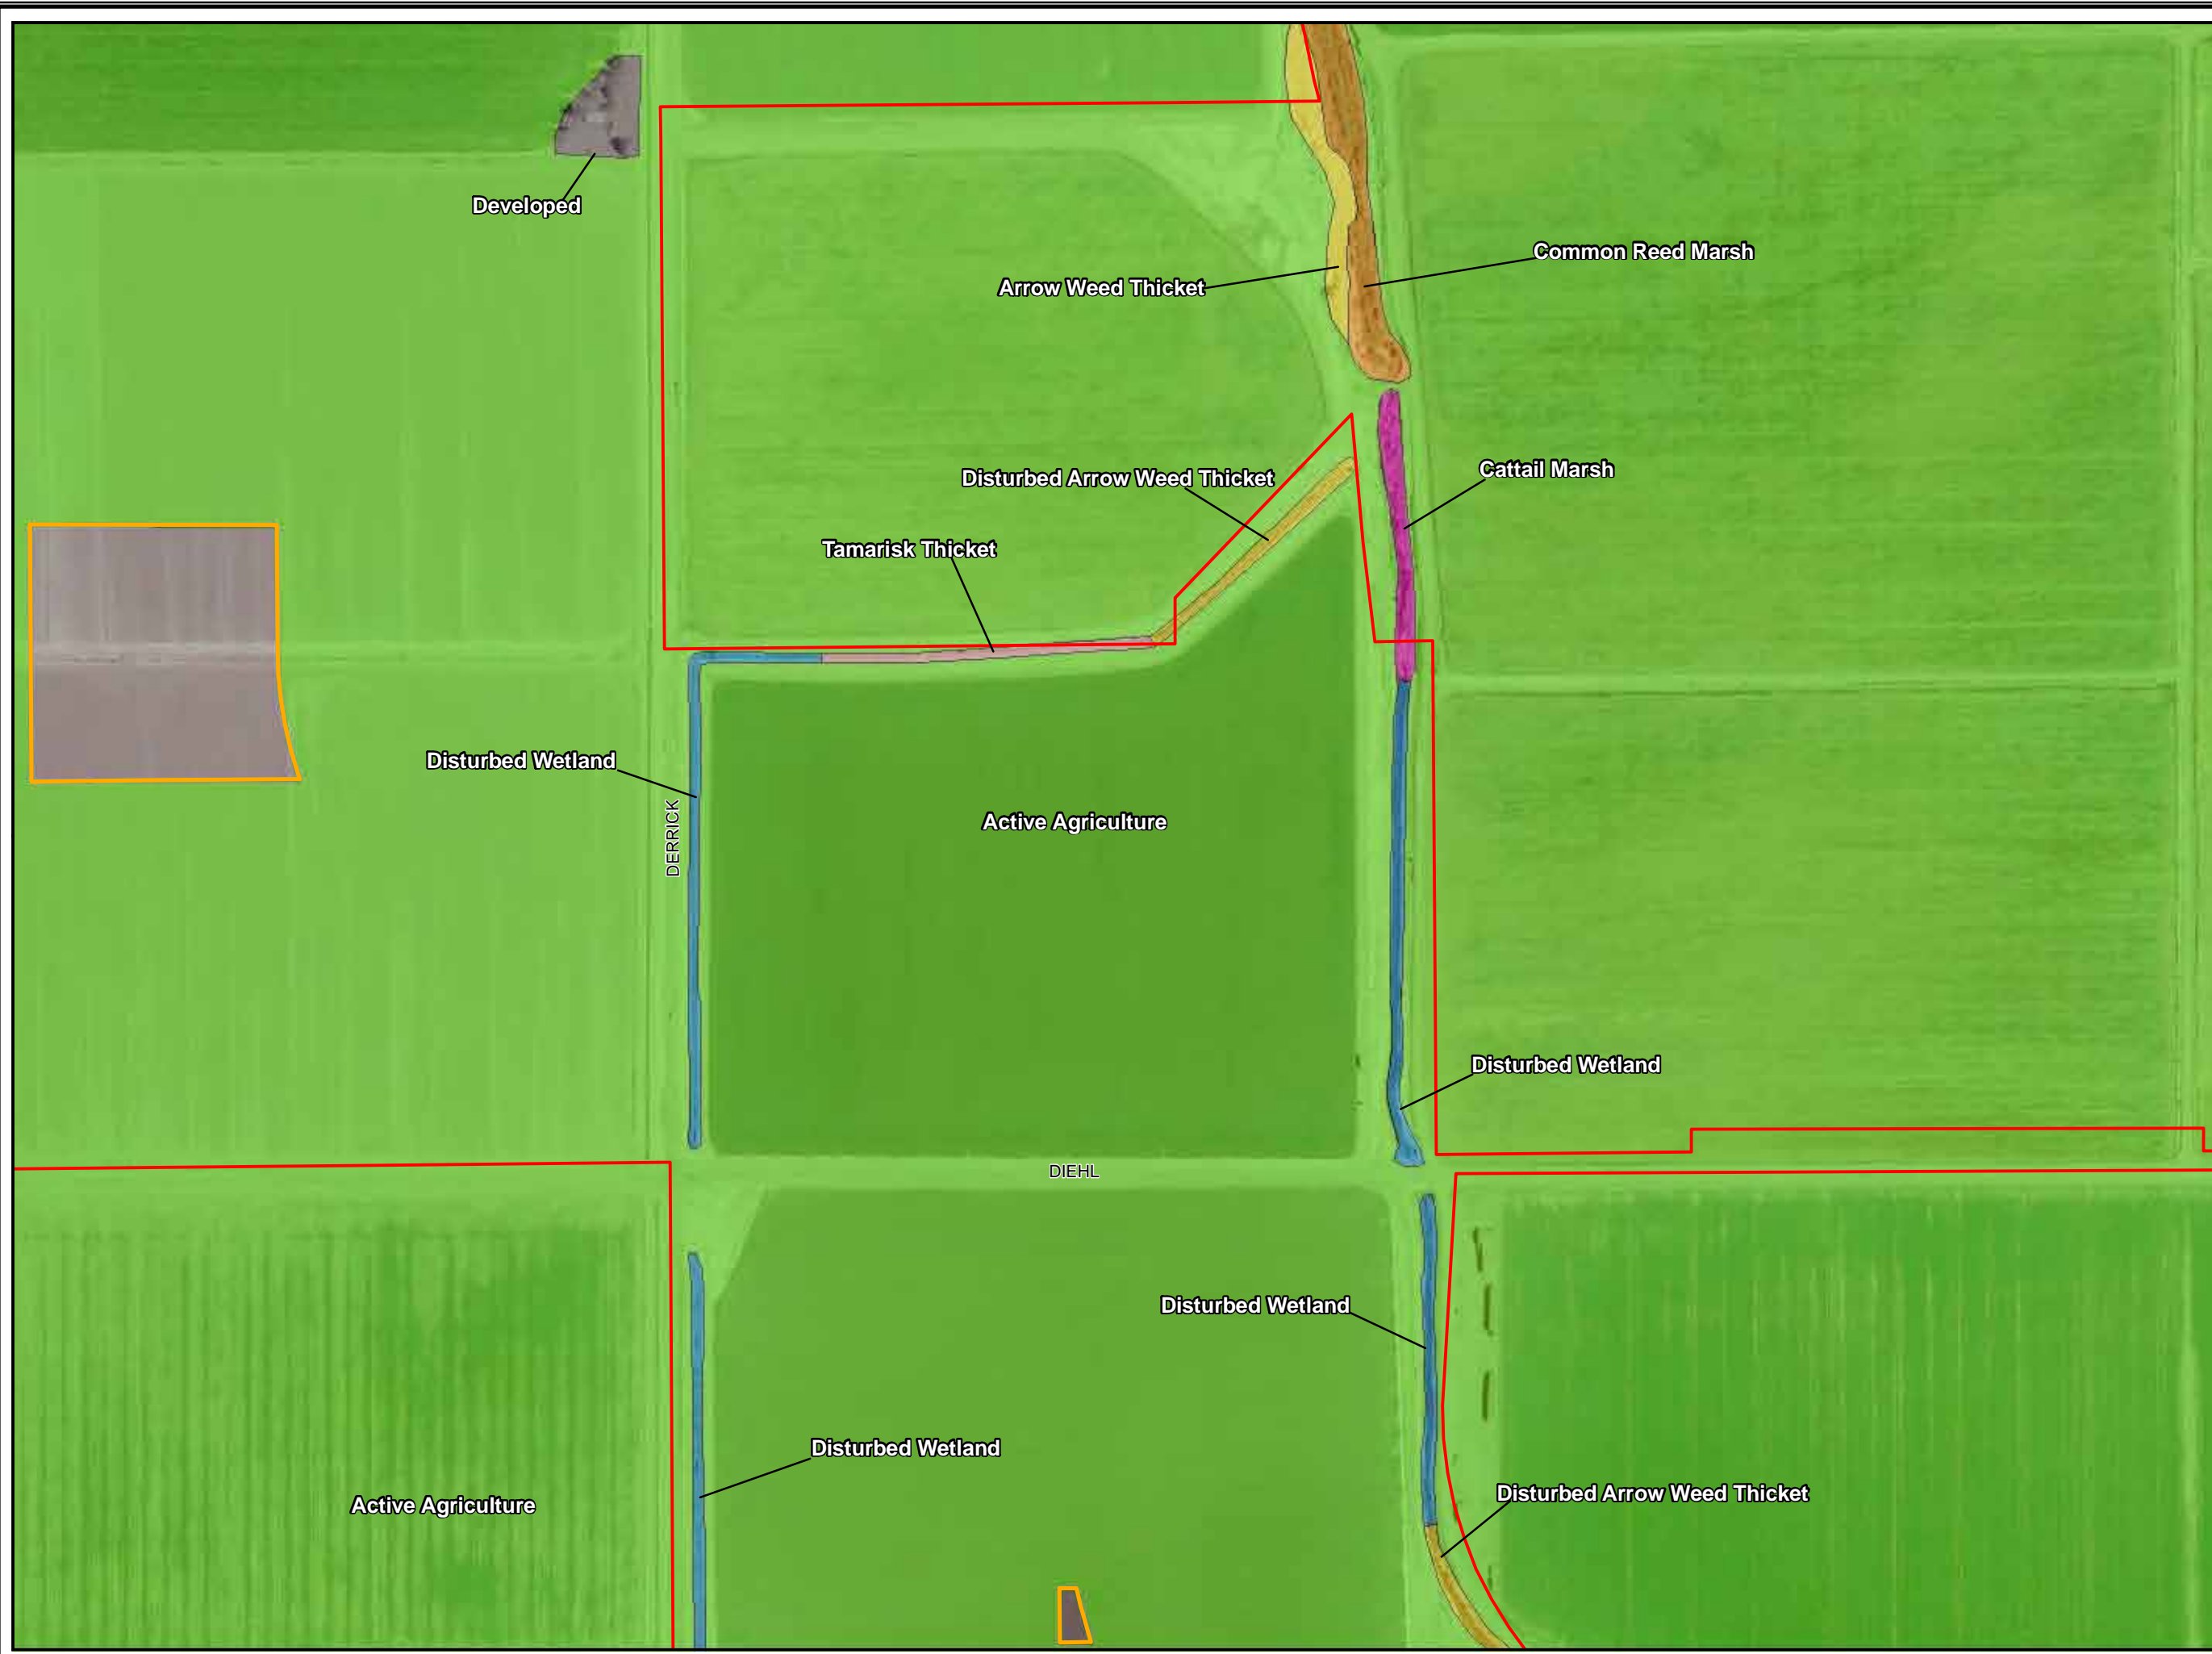 Developed
Common Reed Marsh
Arrow Weed Thicket
Cattail Marsh
Disturbed Arrow Weed Thicket
Tamarisk Thicket
Disturbed Wetland
DERRICK
Active Agriculture
Disturbed Wetland
DIEHL
Disturbed Wetland
Disturbed Wetland
Disturbed Arrow Weed Thicket
Active Agriculture